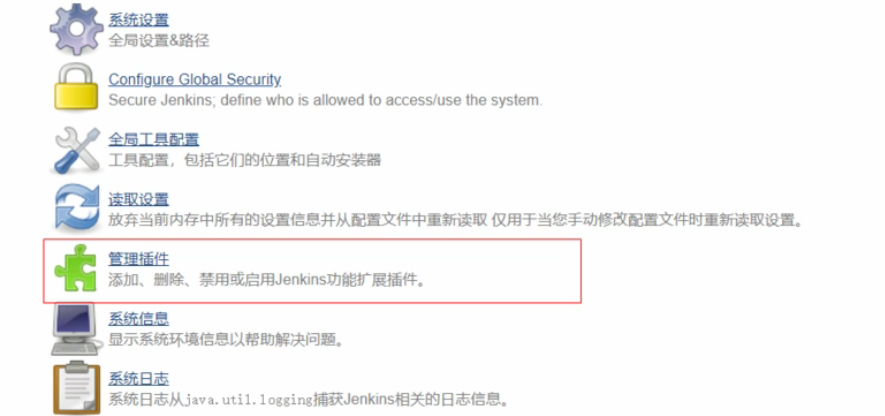 系统设置
全局设置&路径
Configure Global Security
Secure Jenkins; define who is allowed to access/use the system.
全局工具配置
工具配置，包括它们的位置和自动安装器
读取设置
放弃当前内存中所有的设置信息并从配置文件中重新读取 仅用于当您手动修改配置文件时重新读取设置。
管理插件
添加、删除、禁用或启用Jenkins功能扩展插件。
系统信息
显示系统环境信息以帮助解决问题。
系统日志
系统日志从java.util.logging捕获Jenkins相关的日志信息。